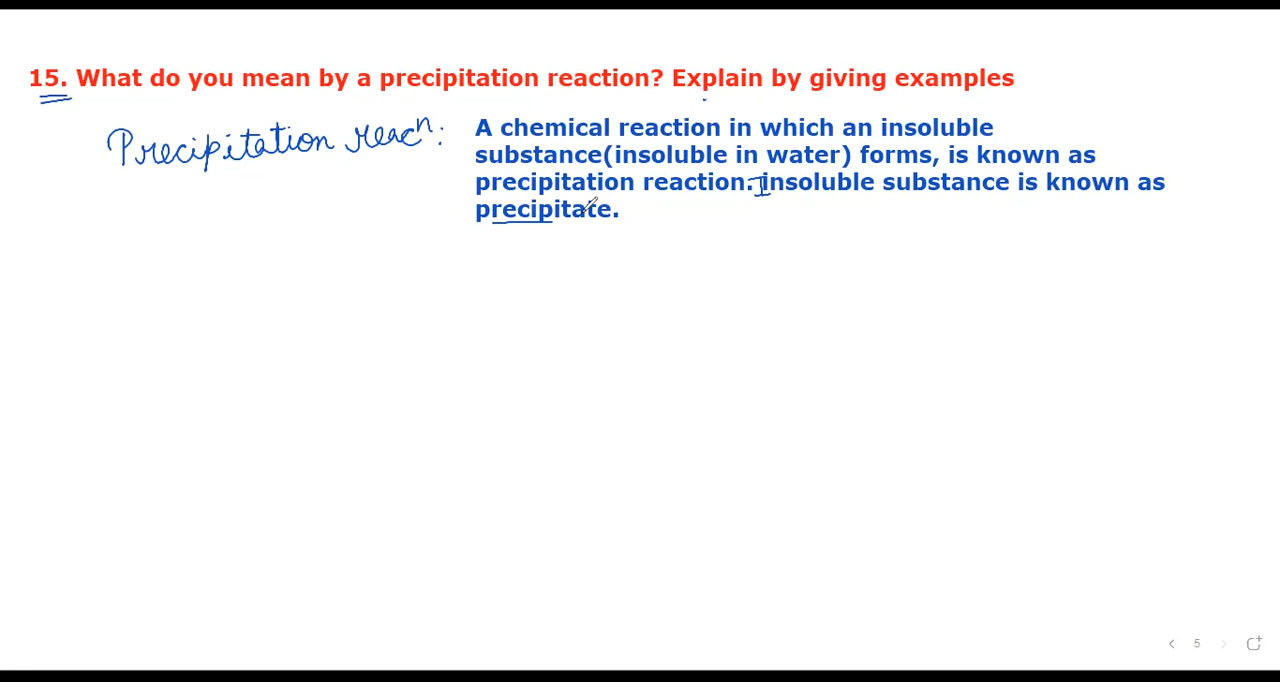 15. What do you mean by a precipitation reaction? Explain by giving examples
Precipitation reacn:
A chemical reaction in which an insoluble
substance(insoluble in water) forms, is known as
precipitation reaction. Insoluble substance is known as
precipitate.
5